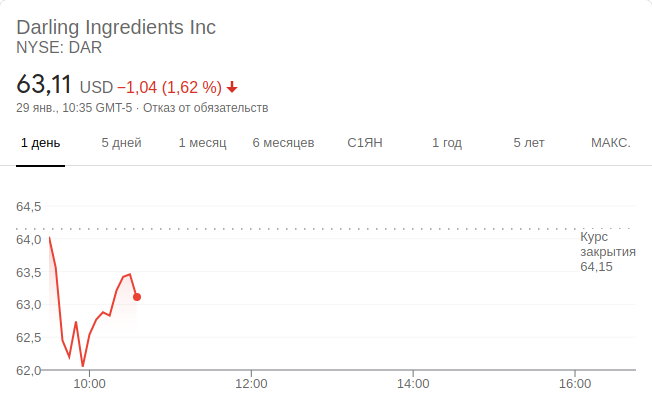 Darling Ingredients Inc
NYSE: DAR
63,11 USD −1,04 (1,62 %)
29 янв., 10:35 GMT-5 · Отказ от обязательств
1 день 5 дней 1 месяц 6 месяцев С1ЯН 1 год 5 лет МАКС.
64,5
64,0
63,5
63,0
62,5
62,0
Курс
закрытия
64,15
10:00 12:00 14:00 16:00